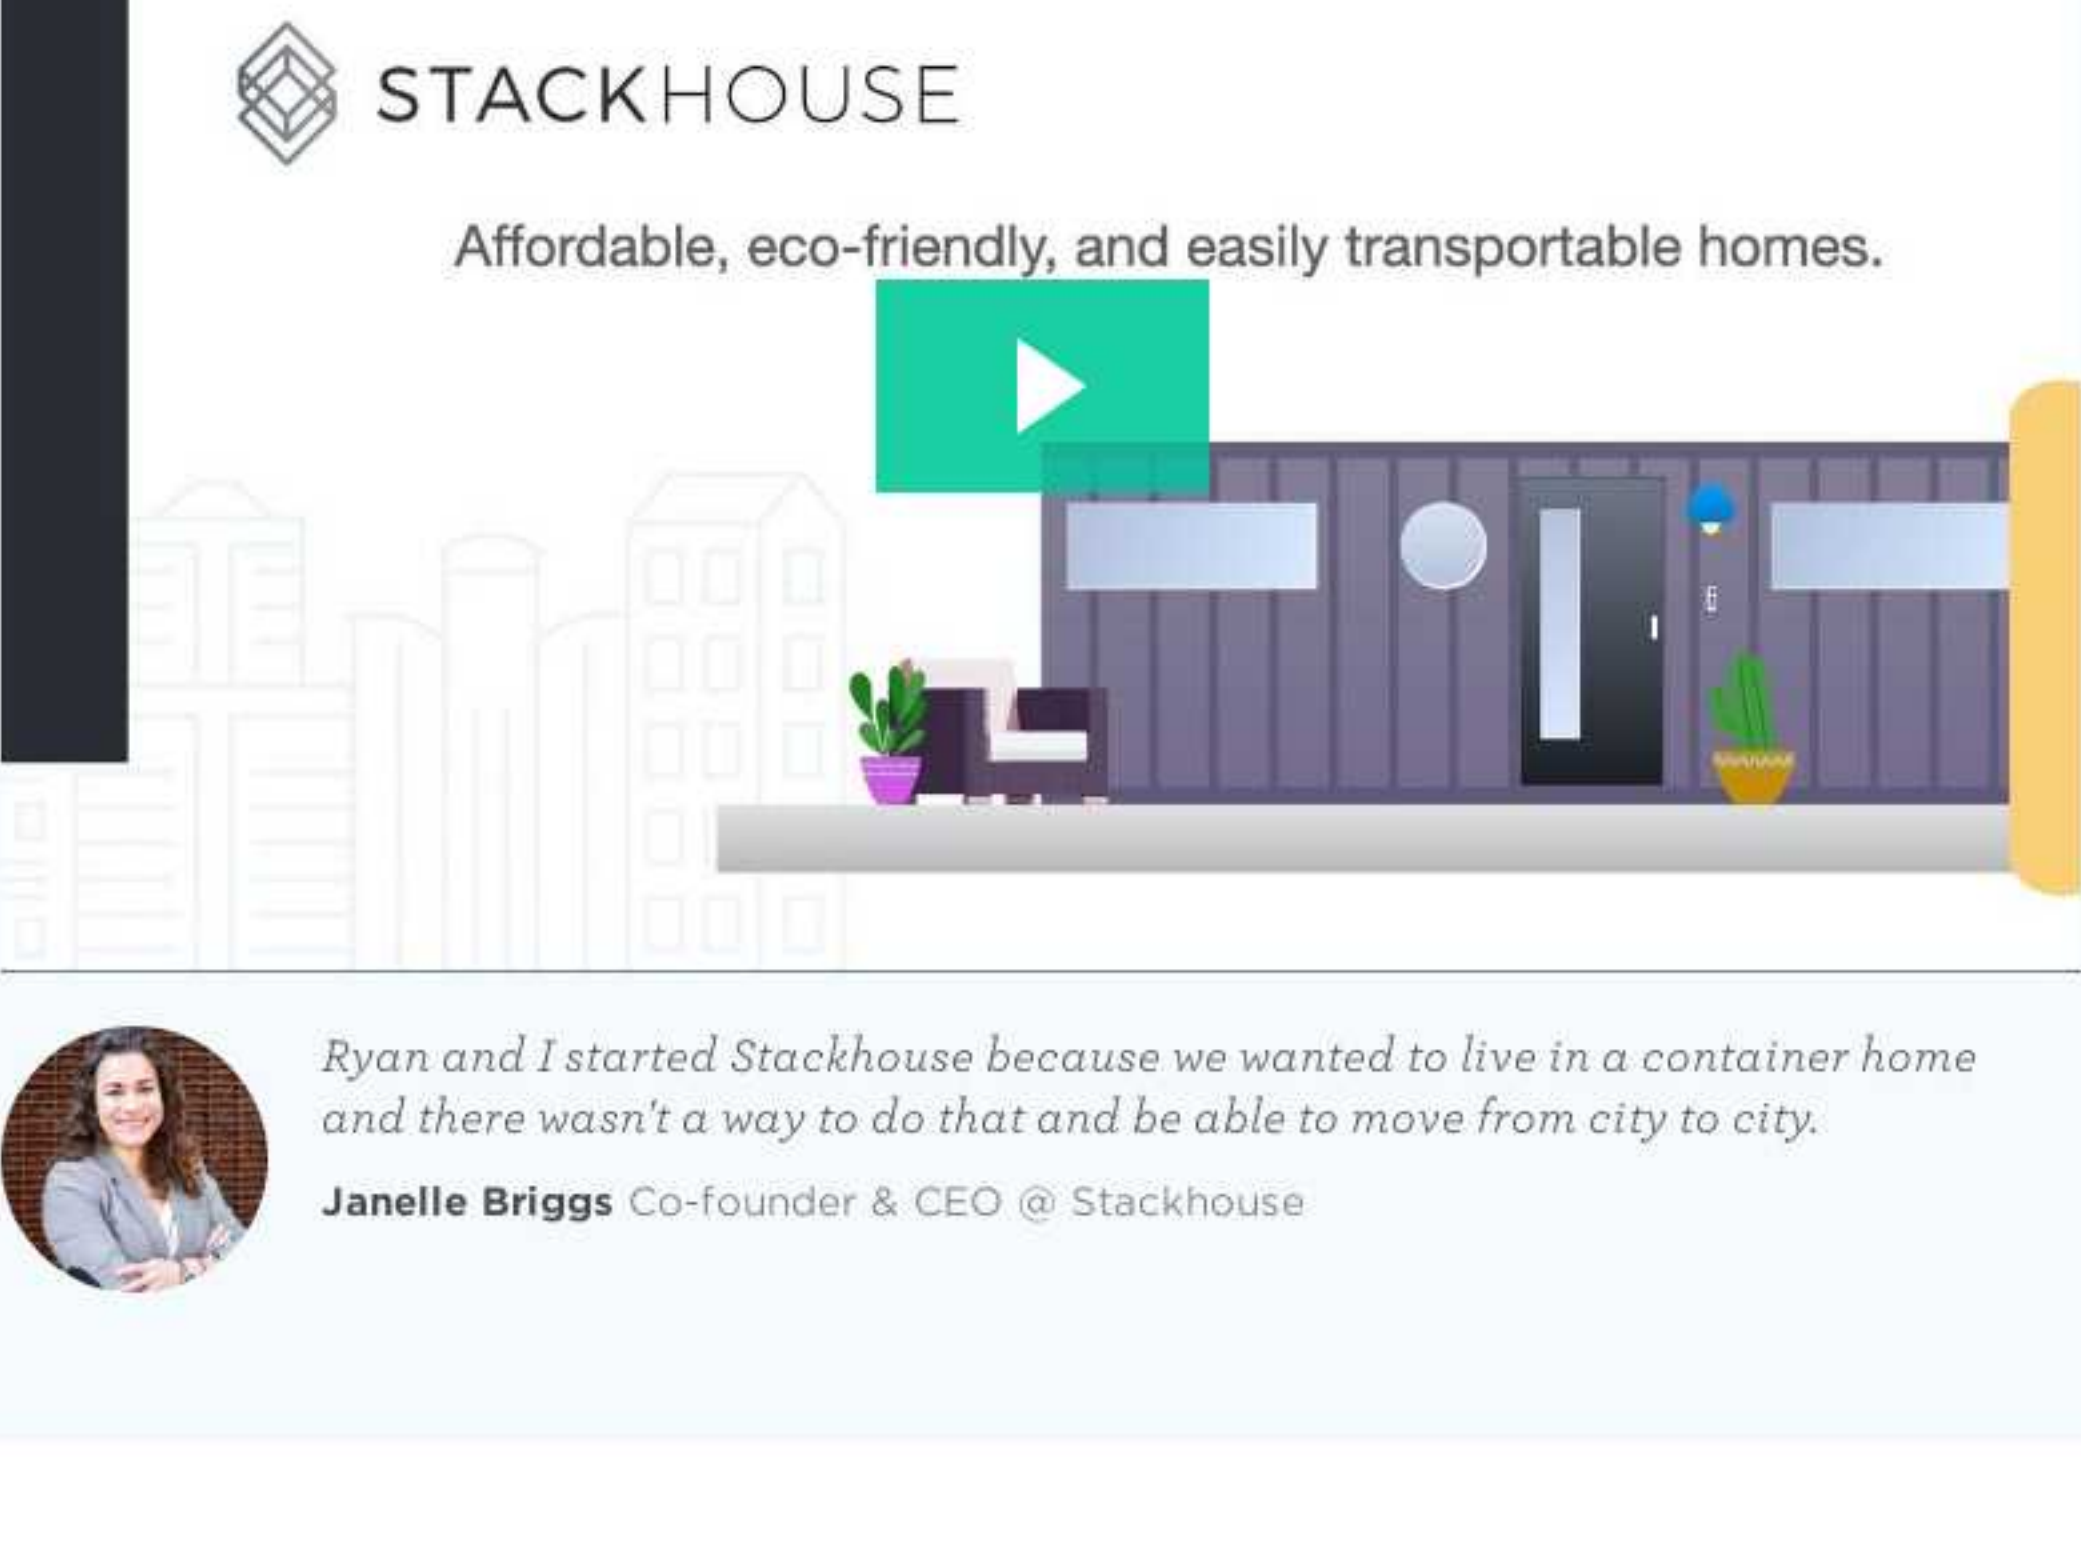 STACKHOUSE
Affordable, eco-friendly, and easily transportable homes.
Ryan and I started Stackhouse because we wanted to live in a container home
and there wasn't a way to do that and be able to move from city to city.
Janelle Briggs Co-founder & CEO @ Stackhouse